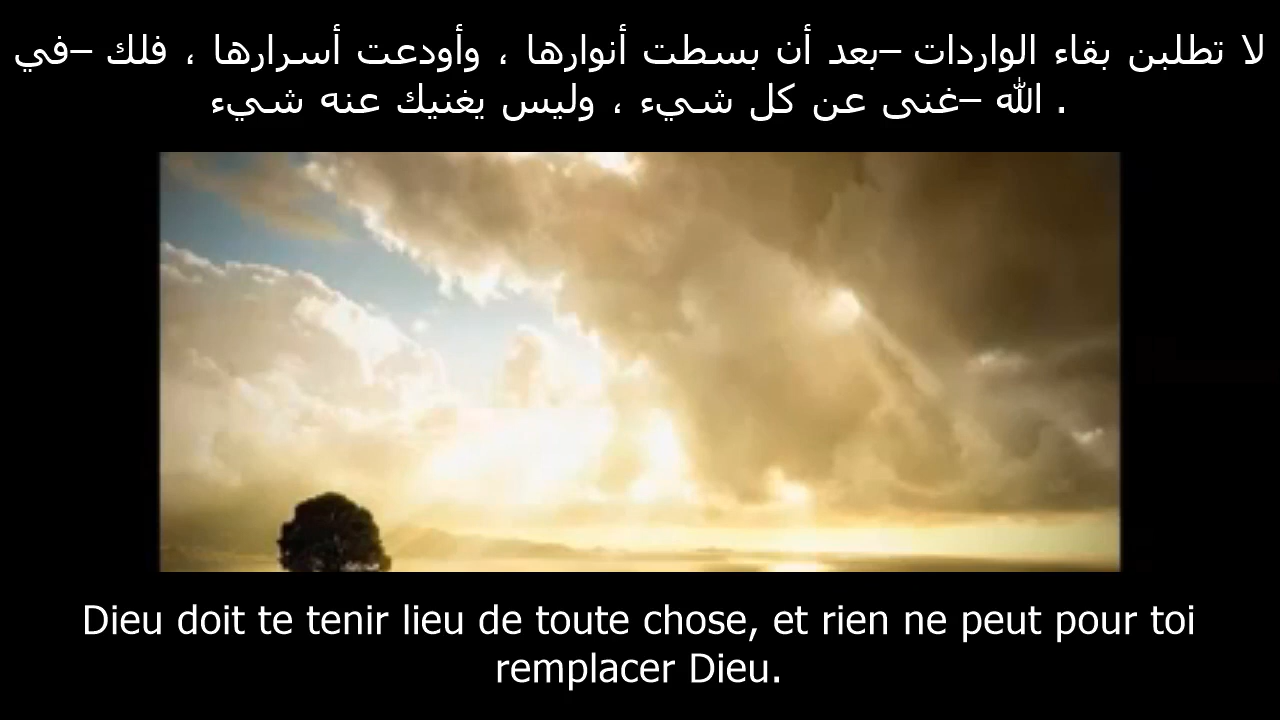 لا تطلبن بقاء الواردات –بعد أن بسطت أنوارها ، وأودعت أسرارها ، فلك –في
الله –غنى عن كل شيء ، وليس يغنيك عنه شيء .
Dieu doit te tenir lieu de toute chose, et rien ne peut pour toi
remplacer Dieu.